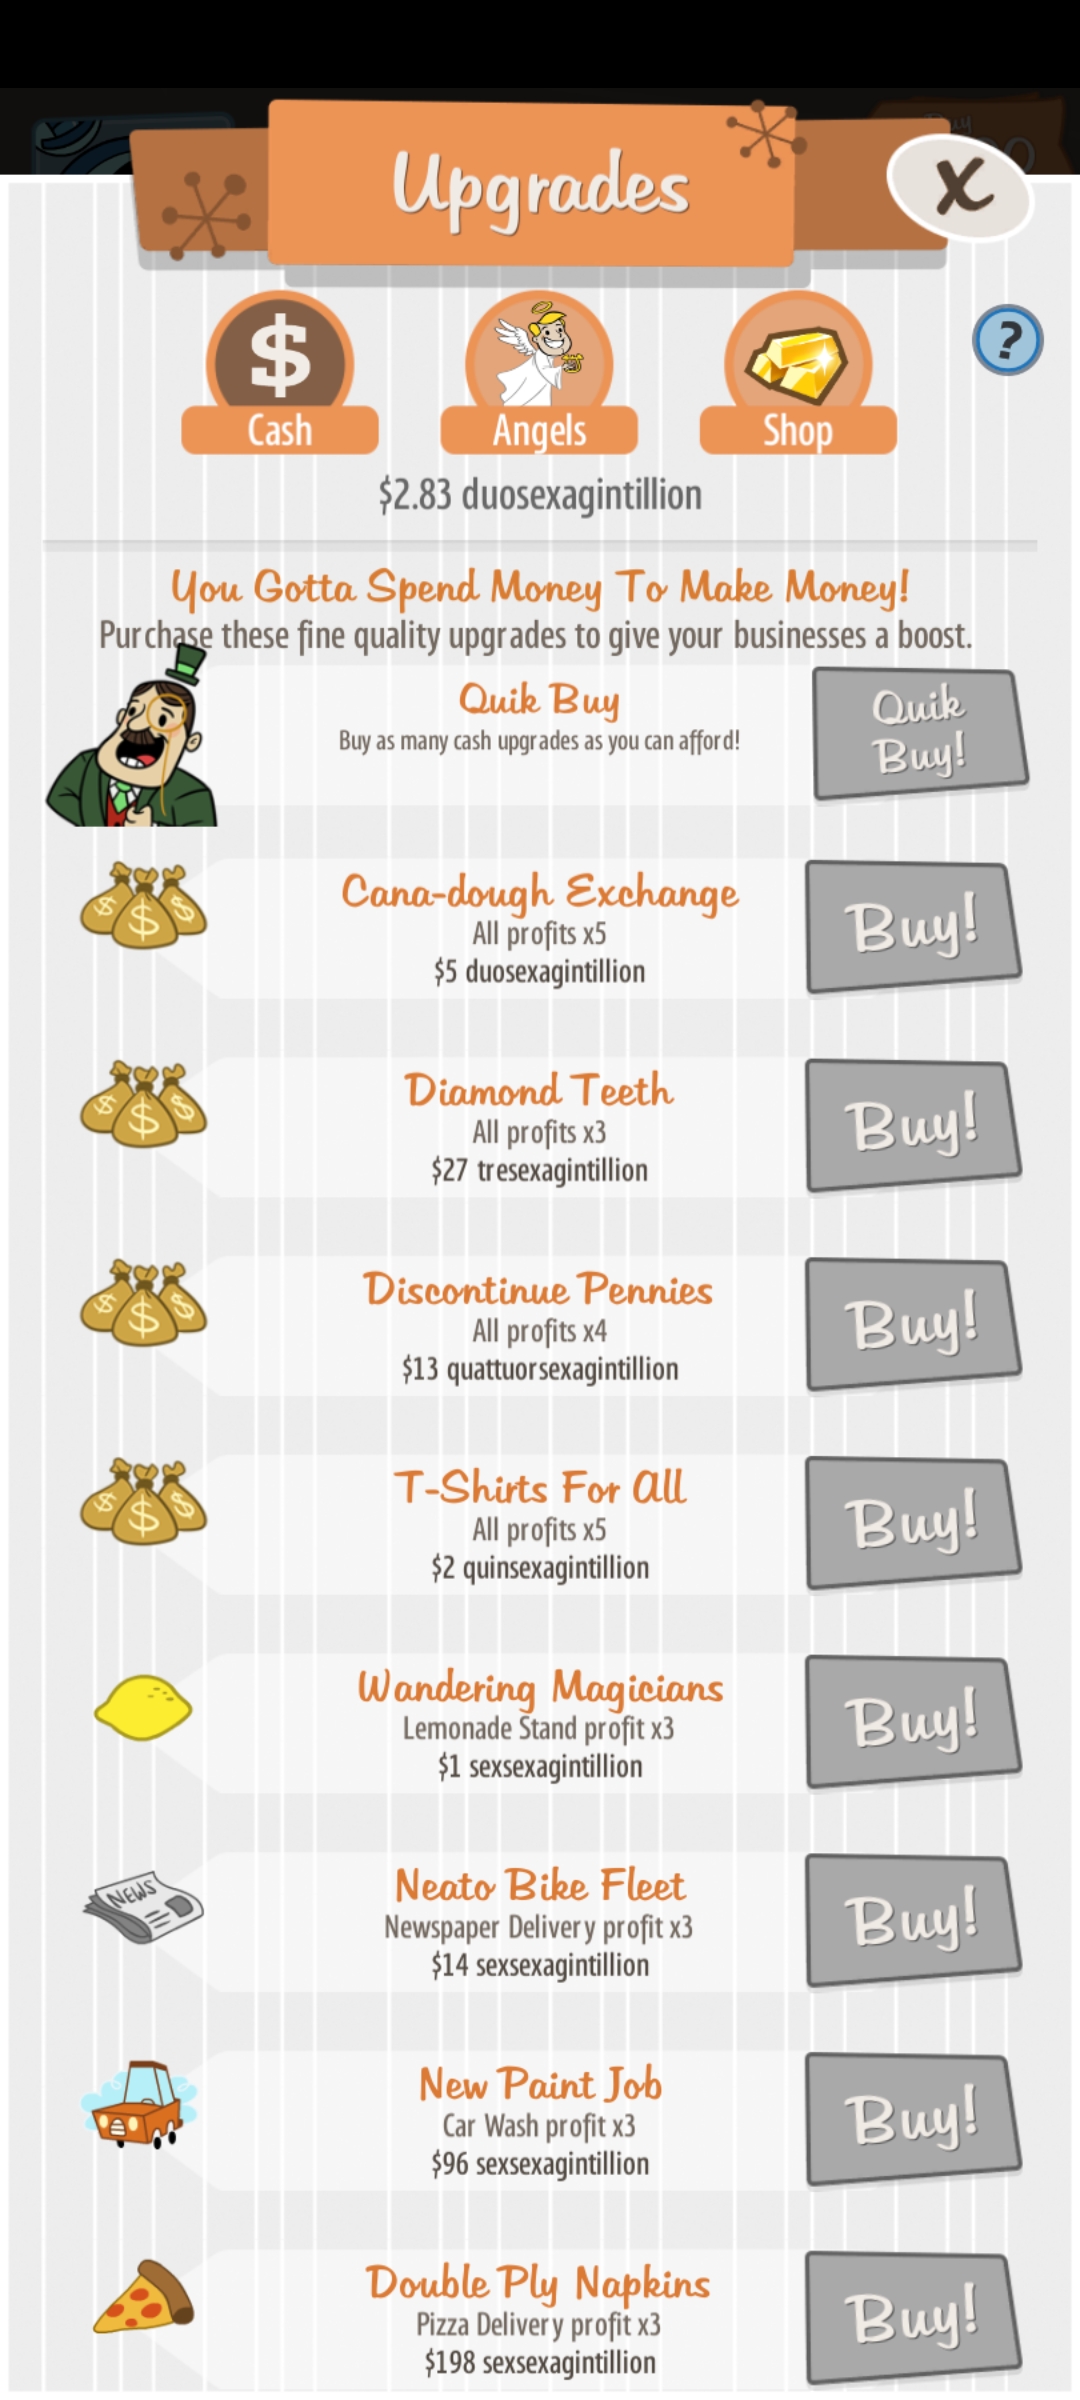 Buy
Upgrades
X
$
?
Cash
Angels
Shop
$2.83 duosexagintillion
You Gotta Spend Money To Make Money!
Purchase these fine quality upgrades to give your businesses a boost.
Quik Buy
Buy as many cash upgrades as you can afford!
Quik
Buy!
Cana-dough Exchange
All profits x5
$5 duosexagintillion
Buy!
Diamond Teeth
All profits x3
$27 tresexagintillion
Buy!
Discontinue Pennies
All profits x4
$13 quattuorsexagintillion
Buy!
T-Shirts For All
All profits x5
$2 quinsexagintillion
Buy!
Wandering Magicians
Lemonade Stand profit x3
$1 sexsexagintillion
Buy!
NEWS
Neato Bike Fleet
Newspaper Delivery profit x3
$14 sexsexagintillion
Buy!
New Paint Job
Car Wash profit x3
$96 sexsexagintillion
Buy!
Double Ply Napkins
Pizza Delivery profit x3
$198 sexsexagintillion
Buy!